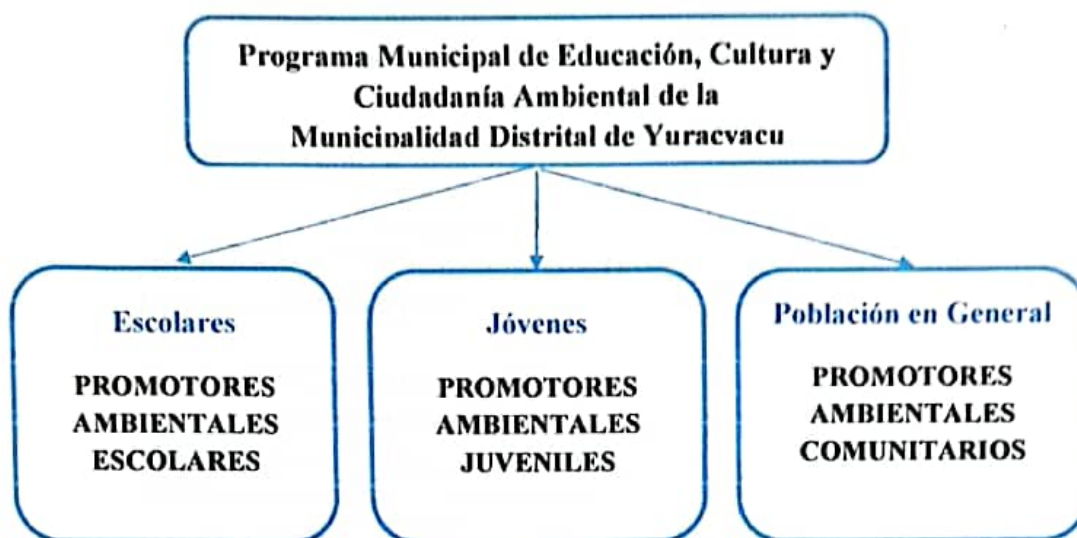 Programa Municipal de Educación, Cultura y
Ciudadanía Ambiental de la
Municipalidad Distrital de Yuracyacu
Escolares
PROMOTORES
AMBIENTALES
ESCOLARES
Jóvenes
PROMOTORES
AMBIENTALES
JUVENILES
Población en General
PROMOTORES
AMBIENTALES
COMUNITARIOS